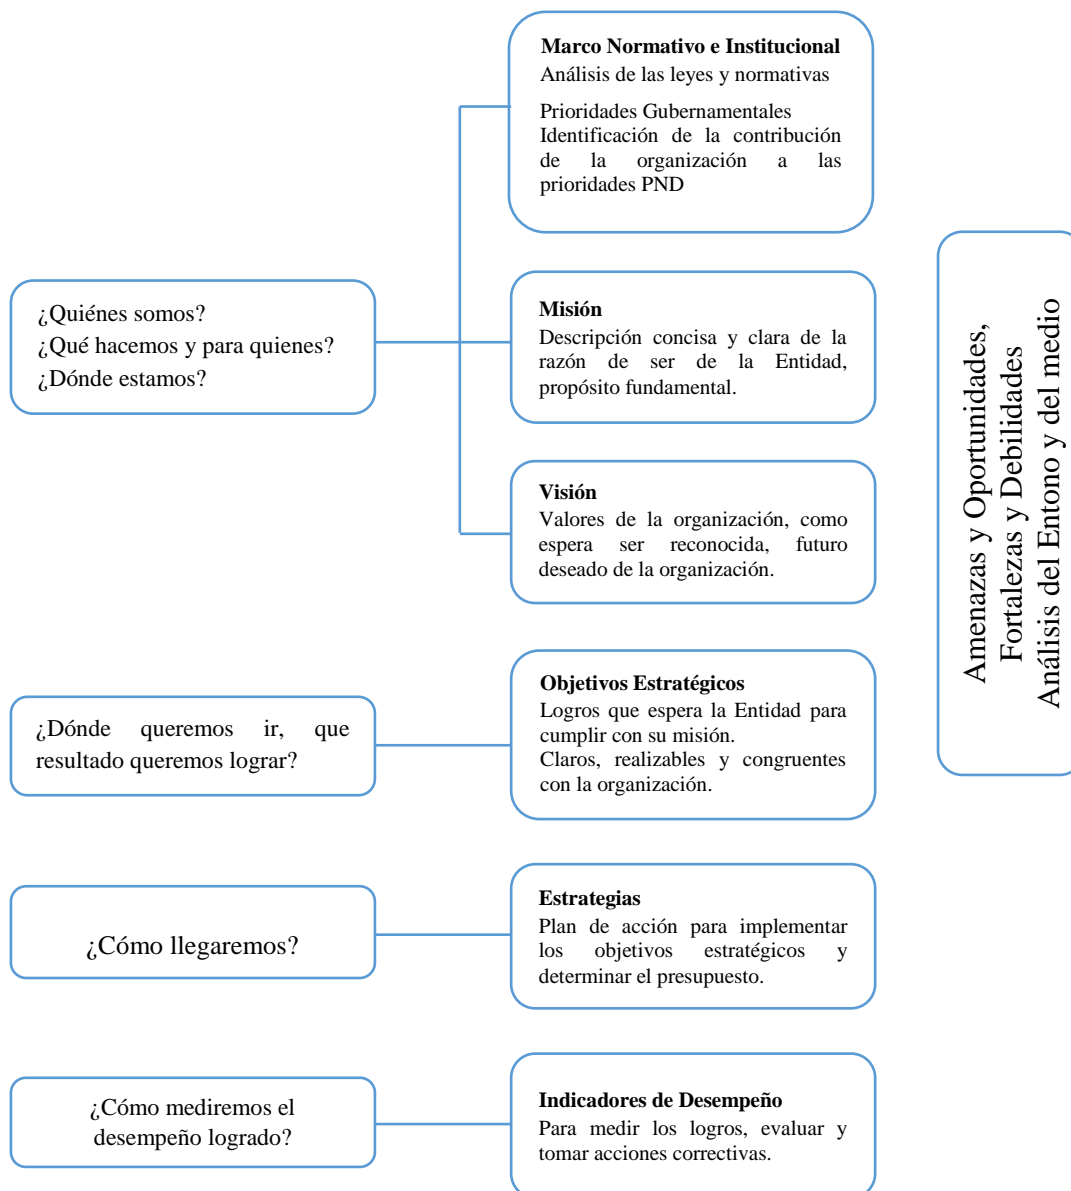 Marco Normativo e Institucional
Análisis de las leyes y normativas
Prioridades Gubernamentales
Identificación de la contribución
de la organización a las
prioridades PND
¿Quiénes somos?
¿Qué hacemos y para quienes?
¿Dónde estamos?
Misión
Descripción concisa y clara de la
razón de ser de la Entidad,
propósito fundamental.
Visión
Valores de la organización, como
espera ser reconocida, futuro
deseado de la organización.
¿Dónde queremos ir, que
resultado queremos lograr?
Objetivos Estratégicos
Logros que espera la Entidad para
cumplir con su misión.
Claros, realizables y congruentes
con la organización.
¿Cómo llegaremos?
Estrategias
Plan de acción para implementar
los objetivos estratégicos y
determinar el presupuesto.
¿Cómo mediremos el
desempeño logrado?
Indicadores de Desempeño
Para medir los logros, evaluar y
tomar acciones correctivas.
Amenazas y Oportunidades,
Fortalezas y Debilidades
Análisis del Entono y del medio